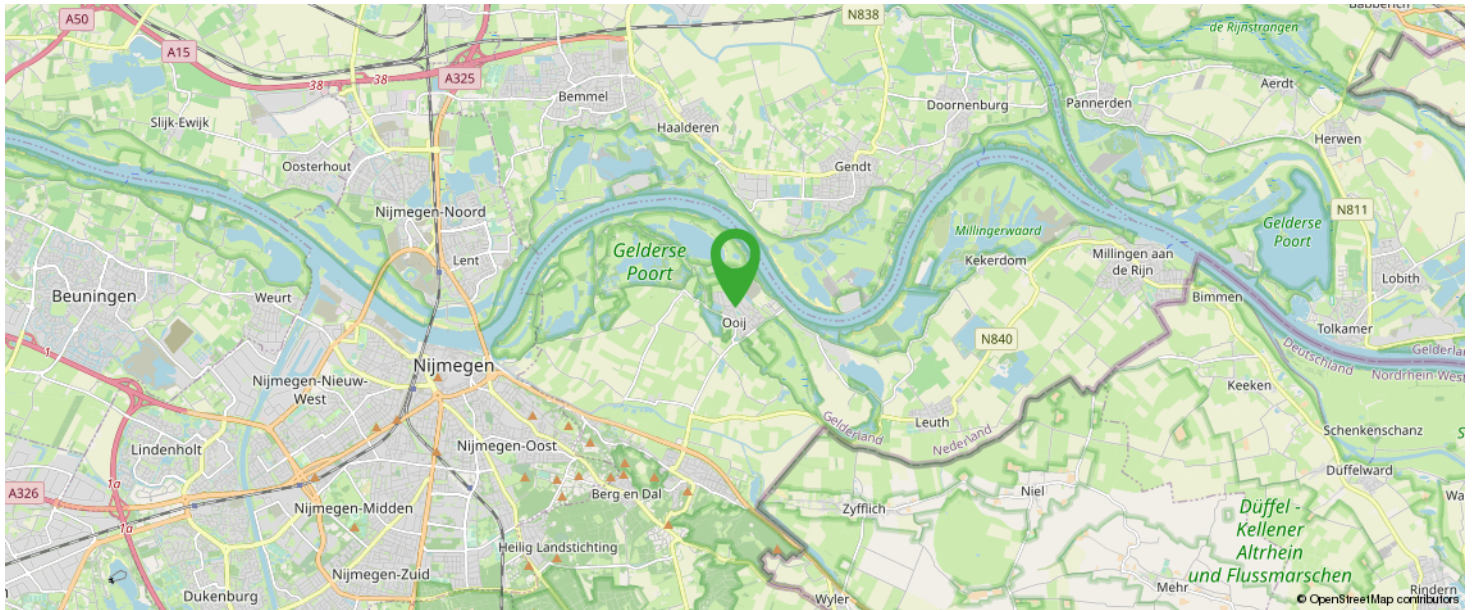 A50
N838
Babberich
de Rijnstrangen
A15
38
38
A325
Aerdt
Bemmel
Doornenburg
Pannerden
Slijk-Ewijk
Haalderen
Herwen
Oosterhout
Gendt
Nijmegen-Noord
N811
Gelderse
Poort
Millingerwaard
Gelderse
Poort
Lent
Kekerdom
Millingen aan
de Rijn
Lobith
Beuningen
Weurt
Bimmen
Ooij
Tolkamer
N840
Deutschland
1
Nijmegen
Nordrhein-West
Nijmegen-Nieuw-
West
Keeken
Gelderland
Leuth
Nederland
Schenkenschanz
Lindenholt
Nijmegen-Oost
Düffelward
1a
A326
Berg en Dal
Niel
Zyfflich
Nijmegen-Midden
Düffel -
Kellener
Altrhein
und Flussmarschen
1a
Heilig Landstichting
Nijmegen-Zuid
Mehr
Rindern
Dukenburg
Wyler
© OpenStreetMap contributors